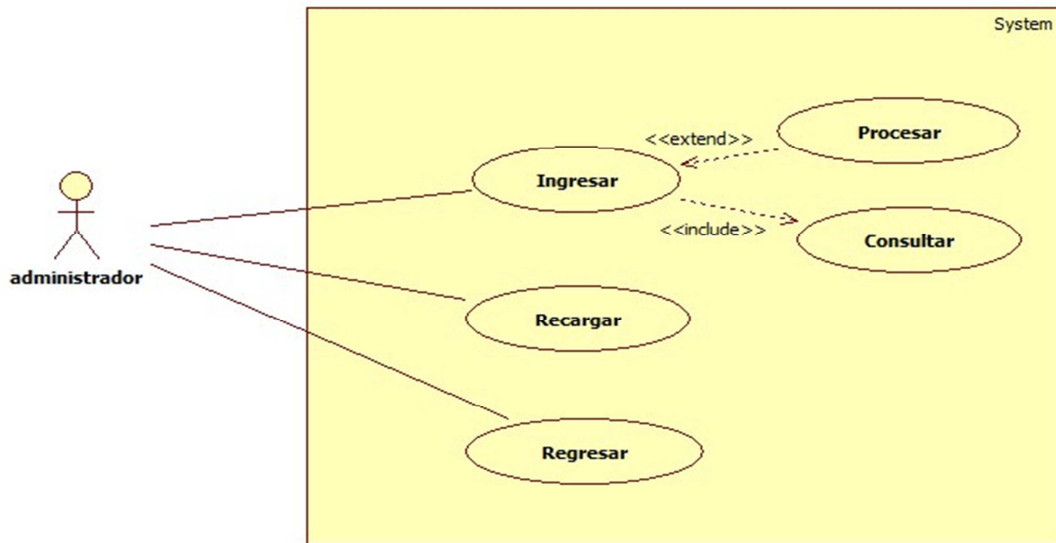 System
Procesar
<<extend>>
Ingresar
<<include>>
Consultar
administrador
Recargar
Regresar